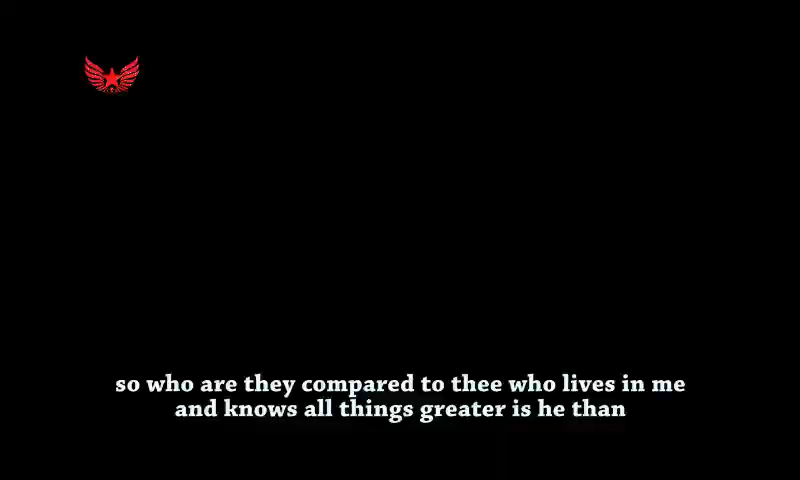 so who are they compared to thee who lives in me
and knows all things greater is he than